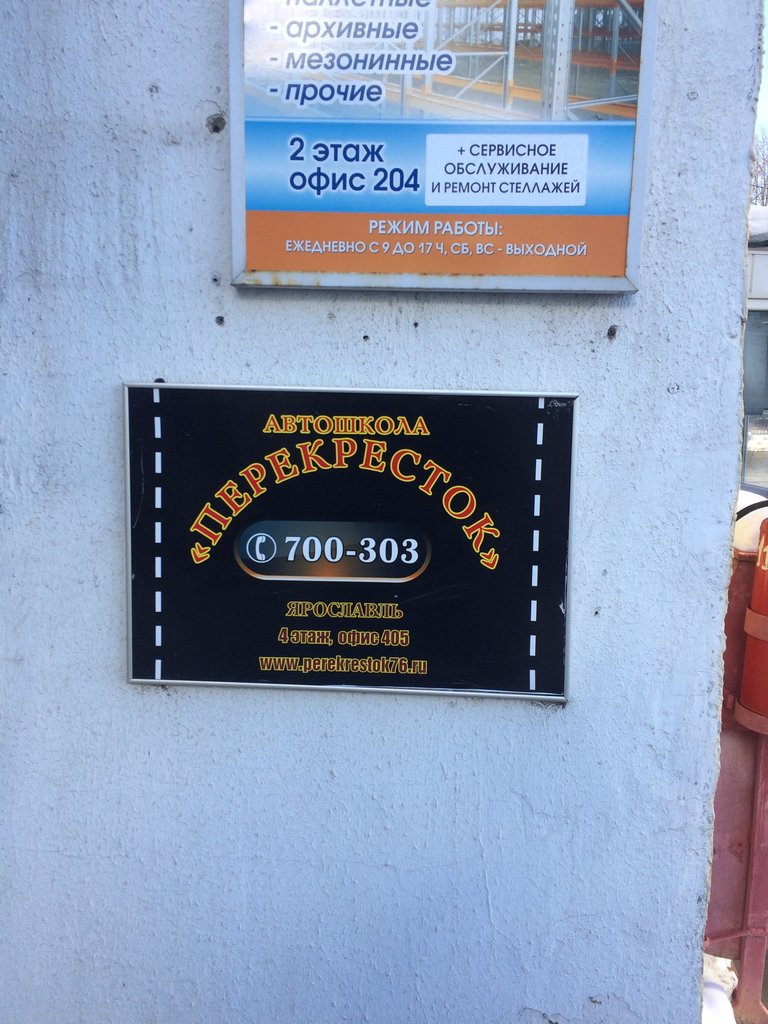 паллетные
- архивные
- мезонинные
- прочие
2 этаж
офис 204
+ СЕРВИСНОЕ
ОБСЛУЖИВАНИЕ
И РЕМОНТ СТЕЛЛАЖЕЙ
РЕЖИМ РАБОТЫ:
ЕЖЕДНЕВНО С 9 ДО 17 Ч, СБ, ВС - ВЫХОДНОЙ
АВТОШКОЛА
«ПЕРЕКРЕСТОК»
700-303
ЯРОСЛАВЛЬ
4 этаж, офис 405
www.perekrestok76.ru